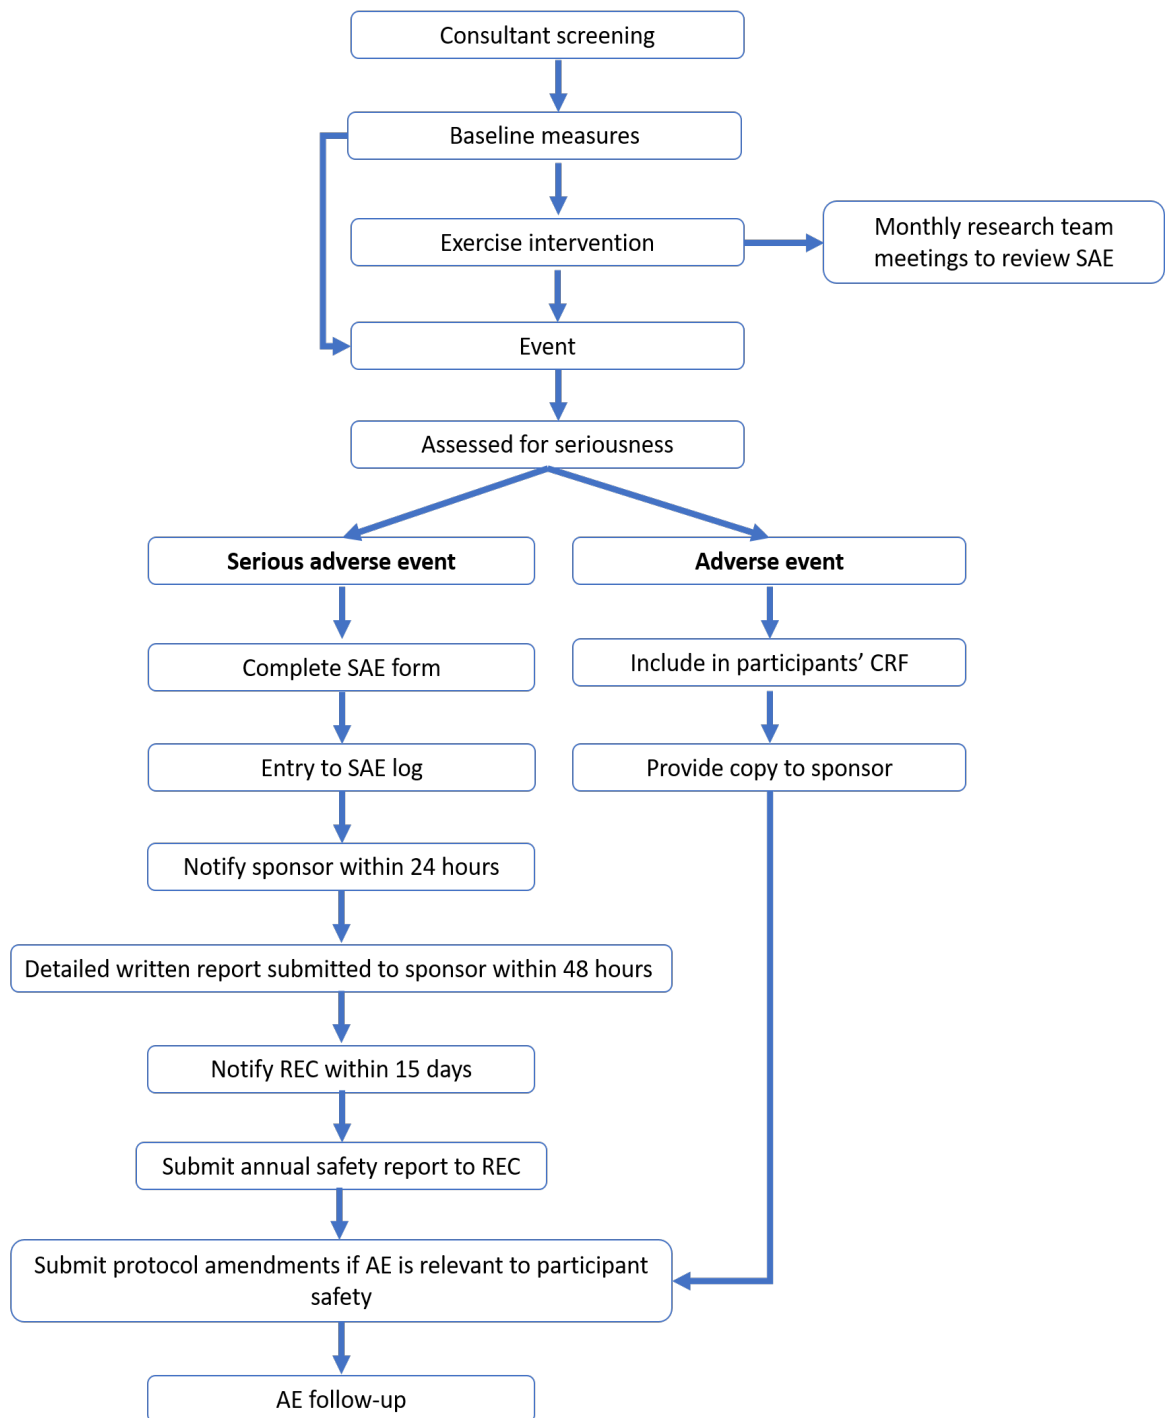 Consultant screening
Baseline measures
Exercise intervention
Monthly research team
meetings to review SAE
Event
Assessed for seriousness
Serious adverse event
Adverse event
Complete SAE form
Include in participants’ CRF
Entry to SAE log
Provide copy to sponsor
Notify sponsor within 24 hours
Detailed written report submitted to sponsor within 48 hours
Notify REC within 15 days
Submit annual safety report to REC
Submit protocol amendments if AE is relevant to participant
safety
AE follow-up